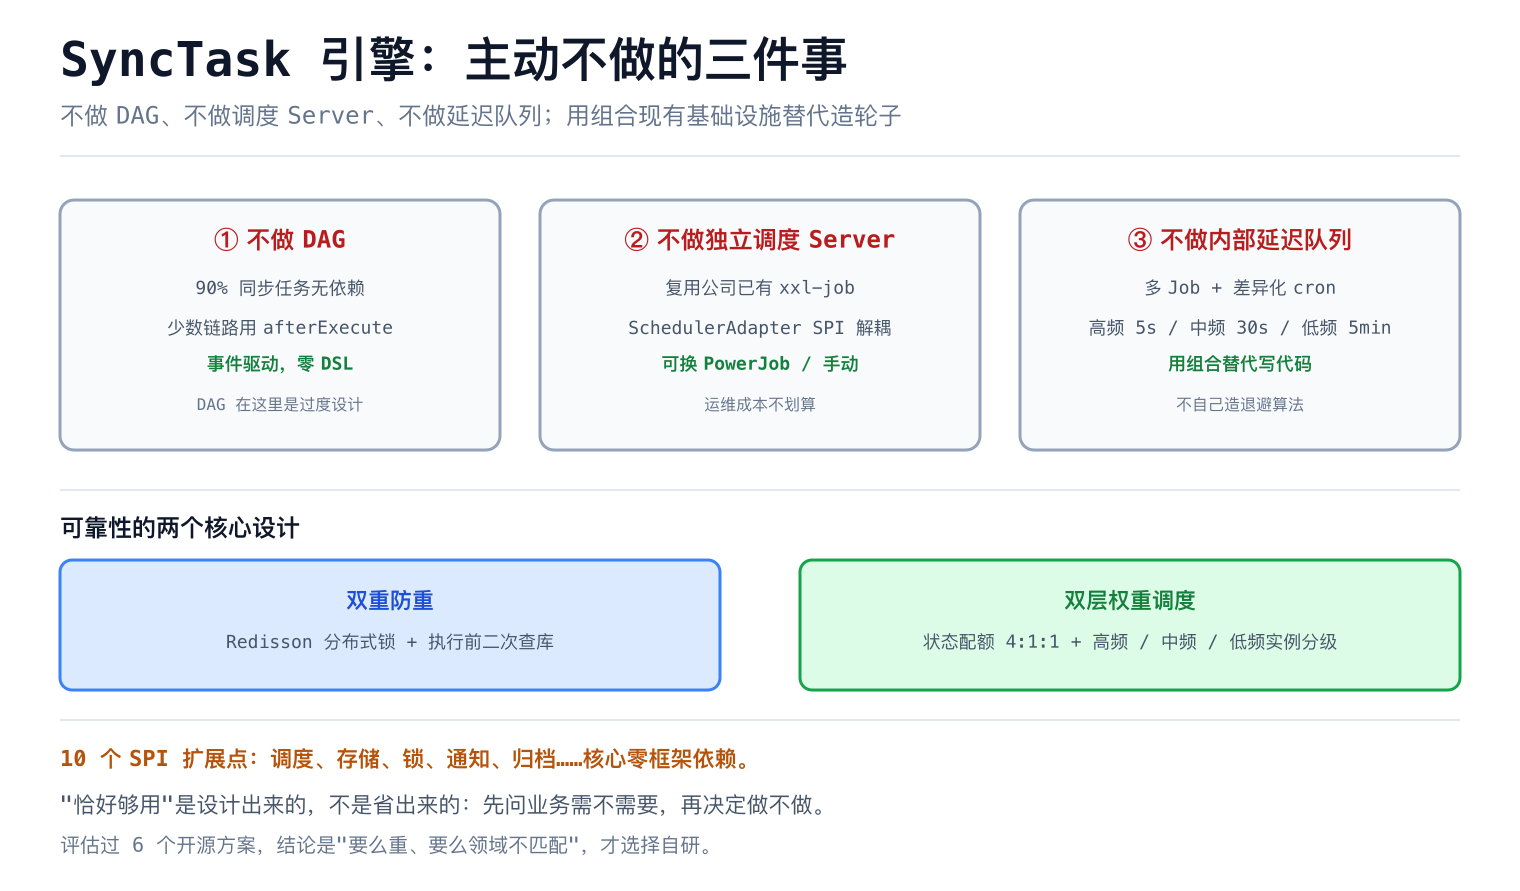 SyncTask 引擎：主动不做的三件事
不做 DAG、不做调度 Server、不做延迟队列；用组合现有基础设施替代造轮子
① 不做 DAG
90% 同步任务无依赖
少数链路用 afterExecute
事件驱动，零 DSL
DAG 在这里是过度设计
② 不做独立调度 Server
复用公司已有 xxl-job
SchedulerAdapter SPI 解耦
可换 PowerJob / 手动
运维成本不划算
③ 不做内部延迟队列
多 Job + 差异化 cron
高频 5s / 中频 30s / 低频 5min
用组合替代写代码
不自己造退避算法
可靠性的两个核心设计
双重防重
Redisson 分布式锁 + 执行前二次查库
双层权重调度
状态配额 4:1:1 + 高频 / 中频 / 低频实例分级
10 个 SPI 扩展点：调度、存储、锁、通知、归档……核心零框架依赖。
"恰好够用"是设计出来的，不是省出来的：先问业务需不需要，再决定做不做。
评估过 6 个开源方案，结论是"要么重、要么领域不匹配"，才选择自研。